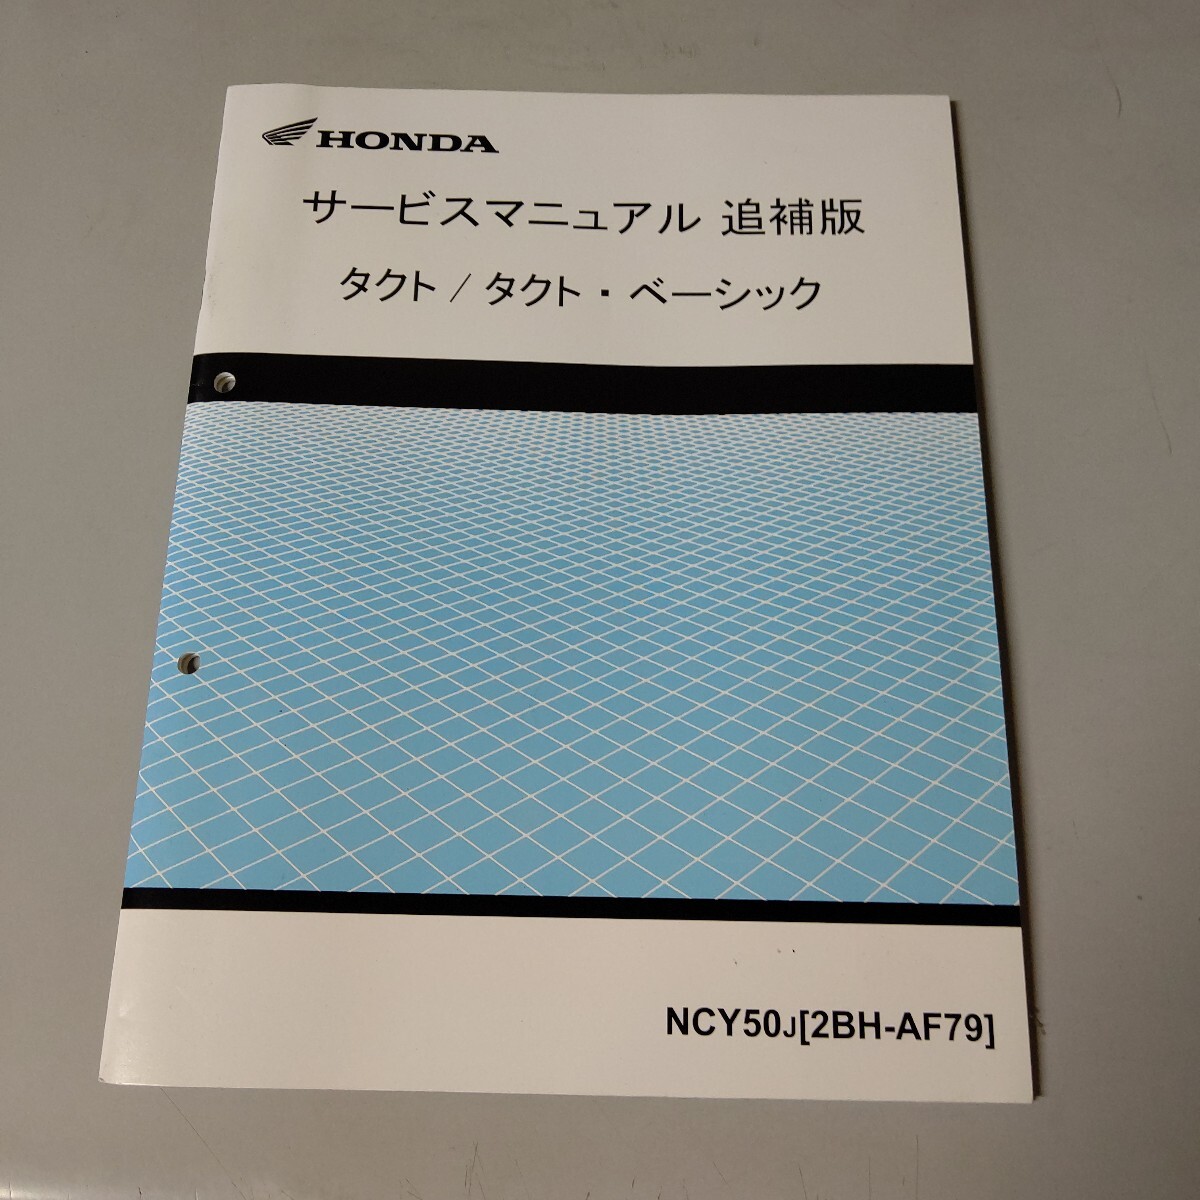 HONDA
サービスマニュアル 追補版
タクト / タクト・ベーシック
NCY50J[2BH-AF79]